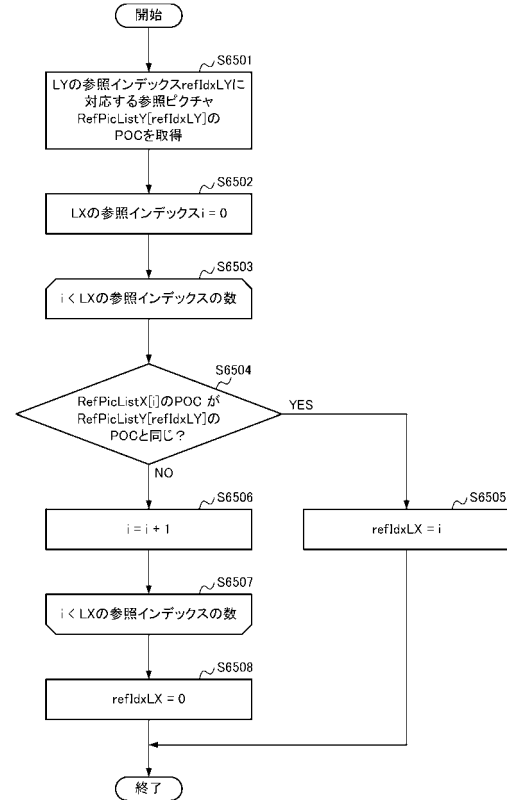 開始
S6501
LYの参照インデックスrefIdxLYに
対応する参照ピクチャ
RefPicListY[refIdxLY]の
POCを取得
S6502
LXの参照インデックスi = 0
S6503
i < LXの参照インデックスの数
S6504
RefPicListX[i]のPOC が
RefPicListY[refIdxLY]の
POCと同じ？
YES
NO
S6506
i = i + 1
S6505
refIdxLX = i
S6507
i < LXの参照インデックスの数
S6508
refIdxLX = 0
終了